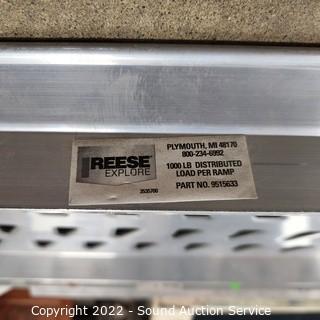 REESE
EXPLORE
3535700
PLYMOUTH, MI 48170
800-234-6992
1000 LB DISTRIBUTED
LOAD PER RAMP
PART NO. 9515633
Copyright 2022 - Sound Auction Service